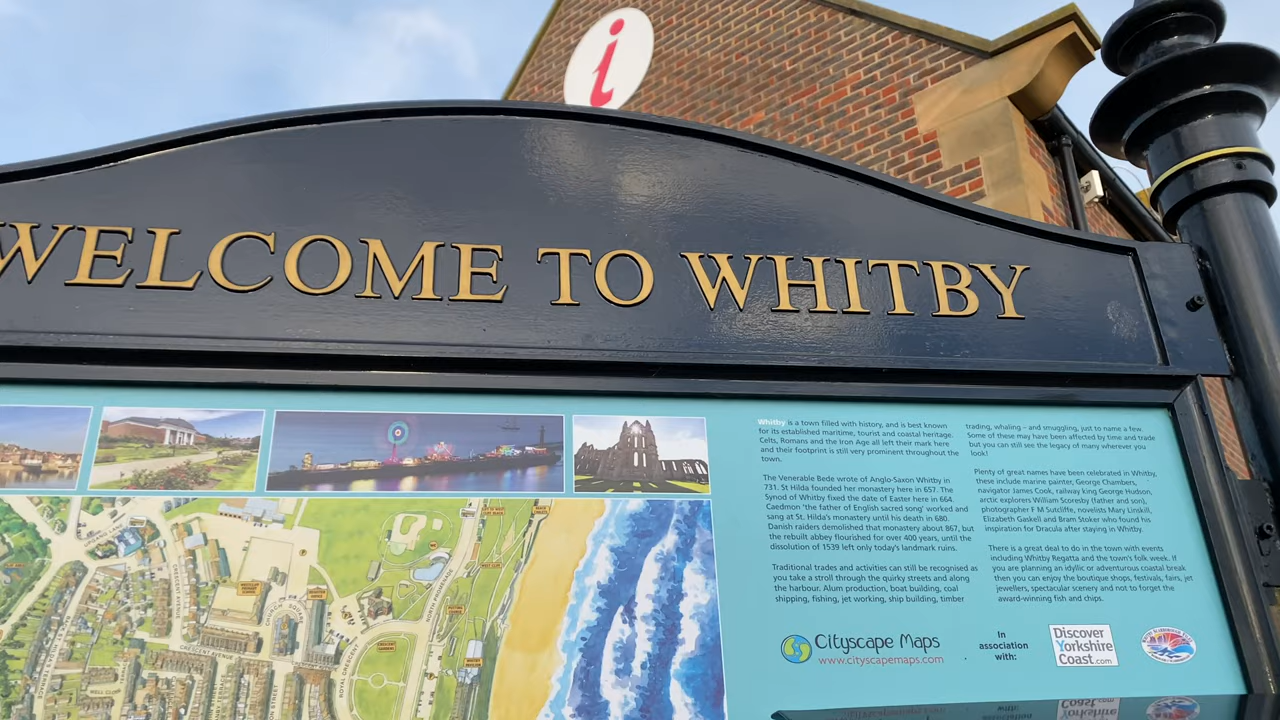 i
WELCOME TO WHITBY
Whitby is a town filled with history, and is best known
for its established maritime, tourist and coastal heritage.
Celts, Romans and the Iron Age all left their mark here
and their footprint is still very prominent throughout the
town.
The Venerable Bede wrote of Anglo-Saxon Whitby in
731. St Hilda founded her monastery here in 657. The
Synod of Whitby fixed the date of Easter here in 664.
Caedmon 'the father of English sacred song' worked and
sang at St. Hilda's monastery until his death in 680.
Danish raiders demolished that monastery about 867, but
the rebuilt abbey flourished for over 400 years, until the
dissolution of 1539 left only today's landmark ruins.
Traditional trades and activities can still be recognised as
you take a stroll through the quirky streets and along
the harbour. Alum production, boat building, coal
shipping, fishing, jet working, ship building, timber
trading, whaling – and smuggling, just to name a few.
Some of these may have been affected by time and trade
but you can still see the legacy of many wherever you
look!
Plenty of great names have been celebrated in Whitby,
these include marine painter, George Chambers,
navigator James Cook, railway king George Hudson,
arctic explorers William Scoresby (father and son),
photographer F M Sutcliffe, novelists Mary Linskill,
Elizabeth Gaskell and Bram Stoker who found his
inspiration for Dracula after staying in Whitby.
There is a great deal to do in the town with events
including Whitby Regatta and the town's folk week. If
you are planning an idyllic or adventurous coastal break
then you can enjoy the boutique shops, festivals, fairs, jet
jewellers, spectacular scenery and not to forget the
award-winning fish and chips.
Cityscape Maps
www.cityscapemaps.com
In
association
with:
Discover
Yorkshire
Coast.com